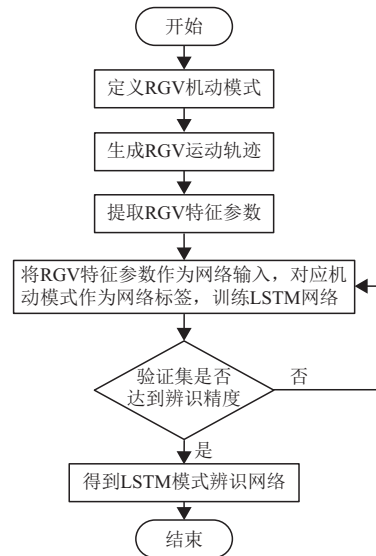 开始
定义RGV机动模式
生成RGV运动轨迹
提取RGV特征参数
将RGV特征参数作为网络输入，对应机
动模式作为网络标签，训练LSTM网络
验证集是否
达到辨识精度
否
是
得到LSTM模式辨识网络
结束